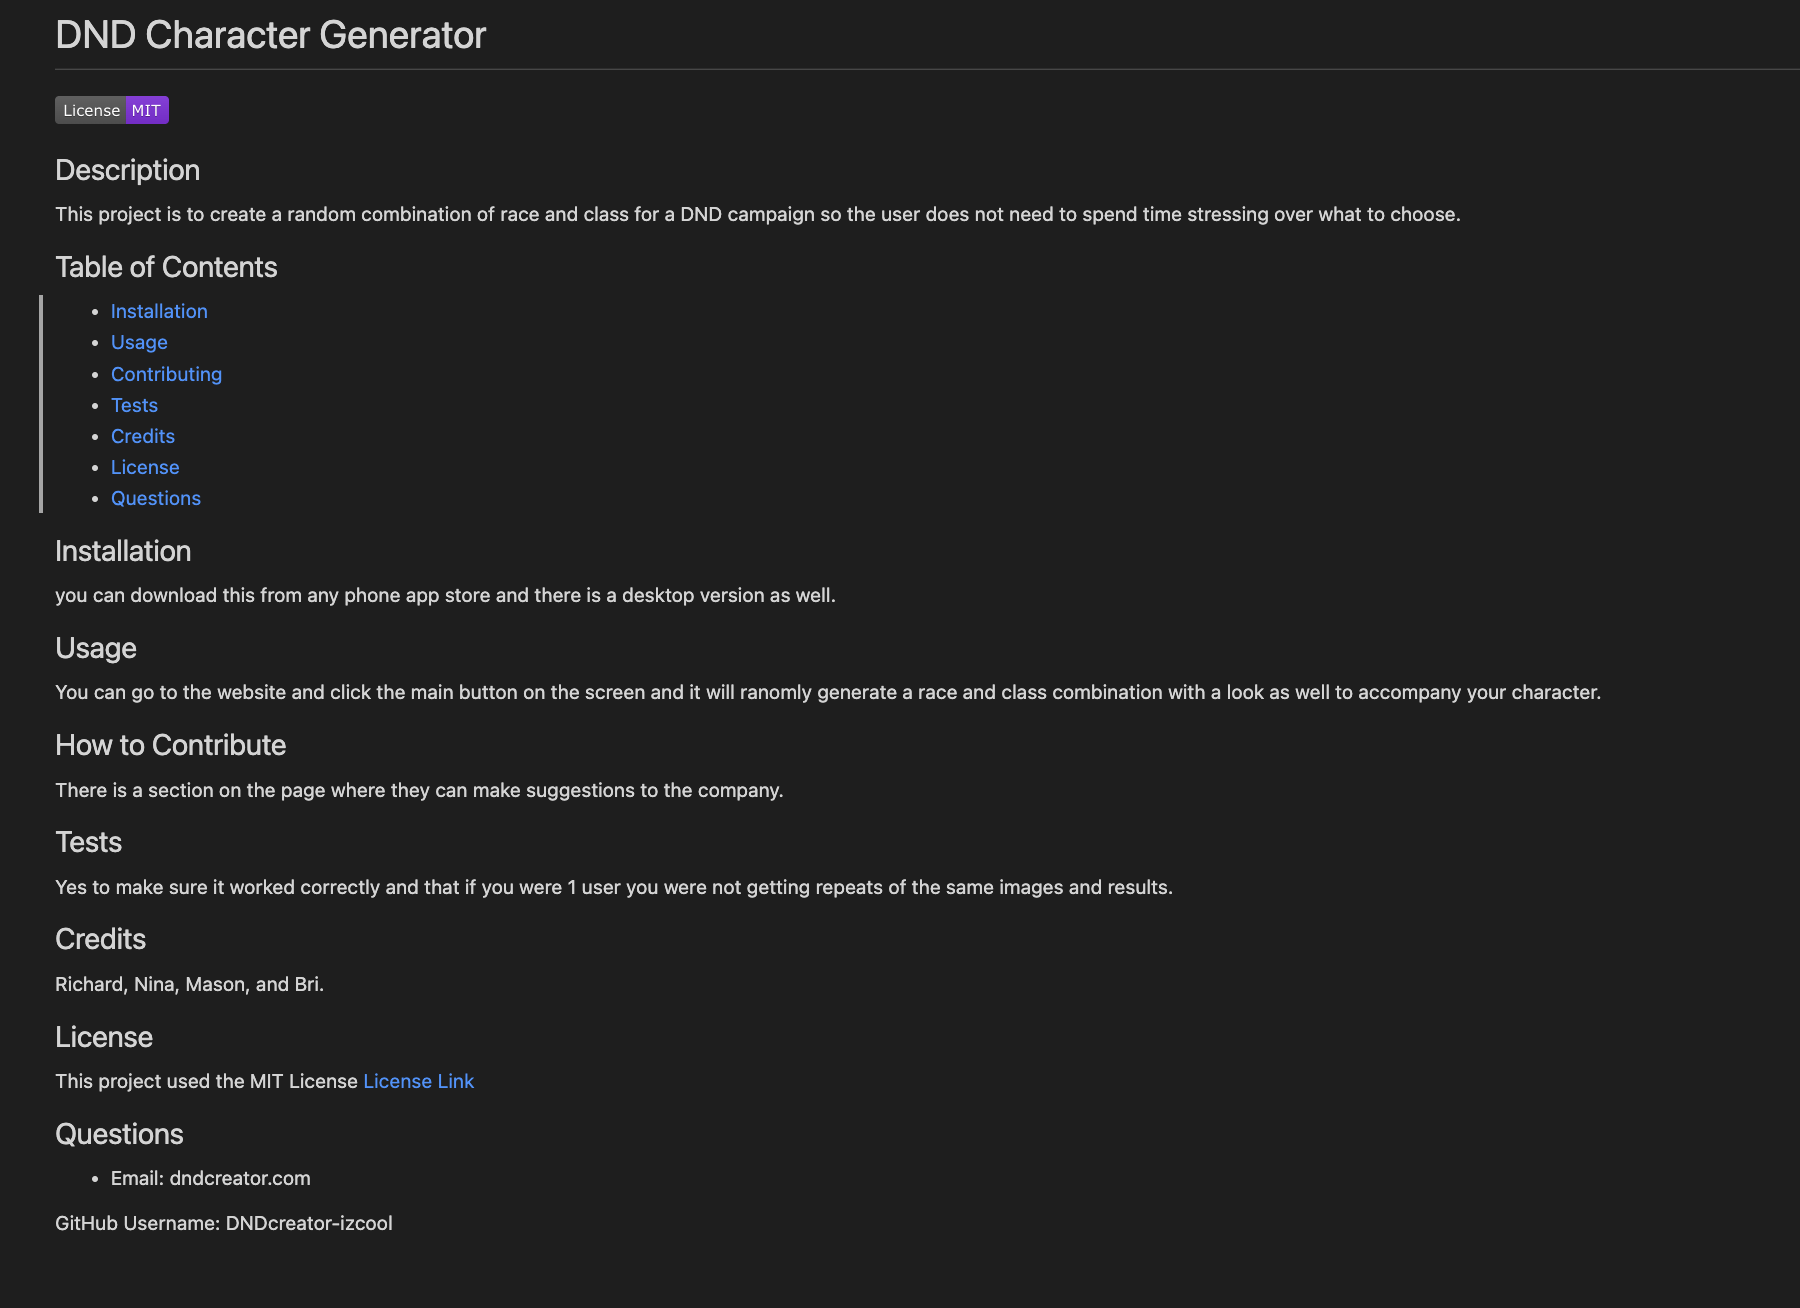 DND Character Generator
License MIT
Description
This project is to create a random combination of race and class for a DND campaign so the user does not need to spend time stressing over what to choose.
Table of Contents
• Installation
• Usage
• Contributing
• Tests
• Credits
• License
• Questions
Installation
you can download this from any phone app store and there is a desktop version as well.
Usage
You can go to the website and click the main button on the screen and it will ranomly generate a race and class combination with a look as well to accompany your character.
How to Contribute
There is a section on the page where they can make suggestions to the company.
Tests
Yes to make sure it worked correctly and that if you were 1 user you were not getting repeats of the same images and results.
Credits
Richard, Nina, Mason, and Bri.
License
This project used the MIT License License Link
Questions
• Email: dndcreator.com
GitHub Username: DNDcreator-izcool